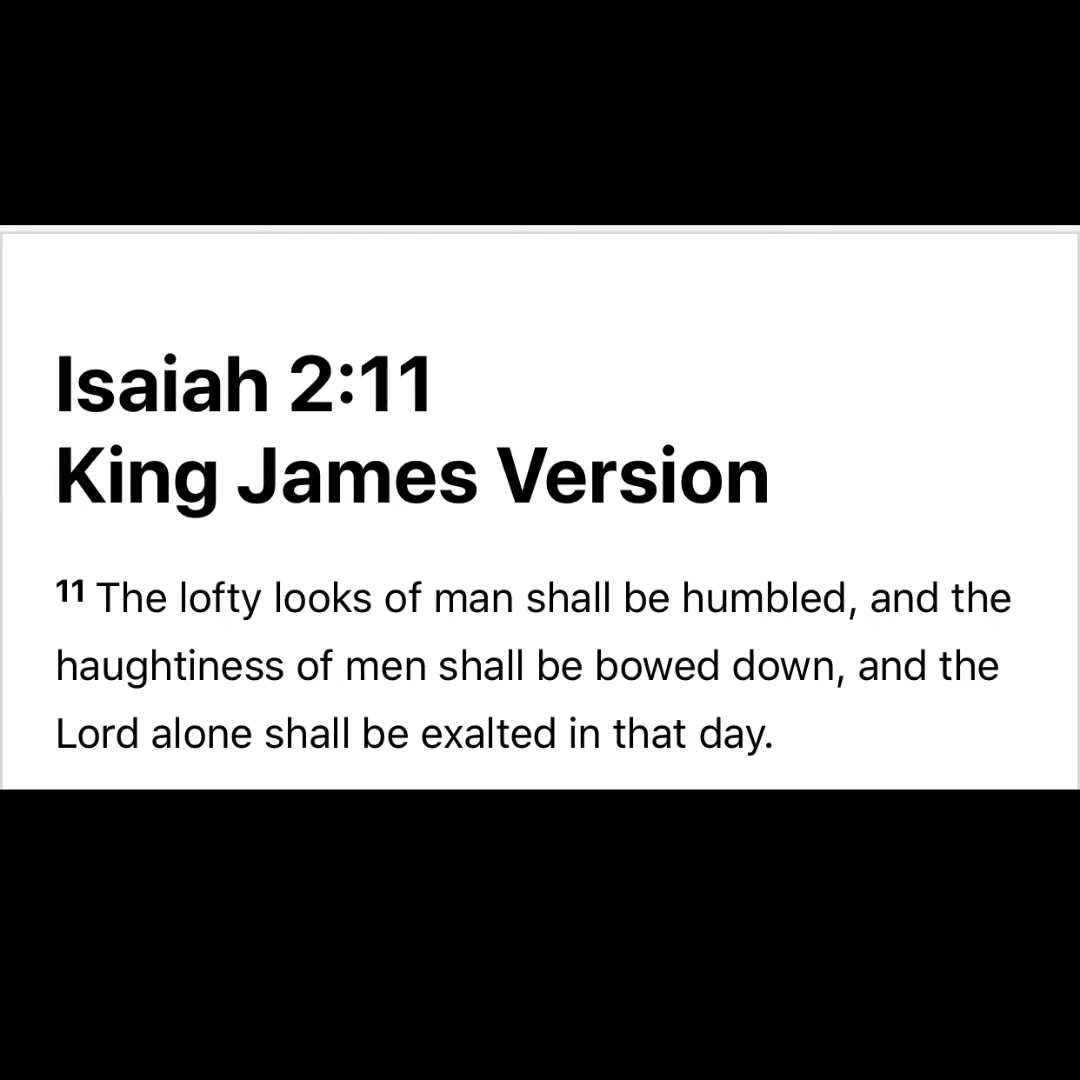 Isaiah 2:11
King James Version
11 The lofty looks of man shall be humbled, and the
haughtiness of men shall be bowed down, and the
Lord alone shall be exalted in that day.